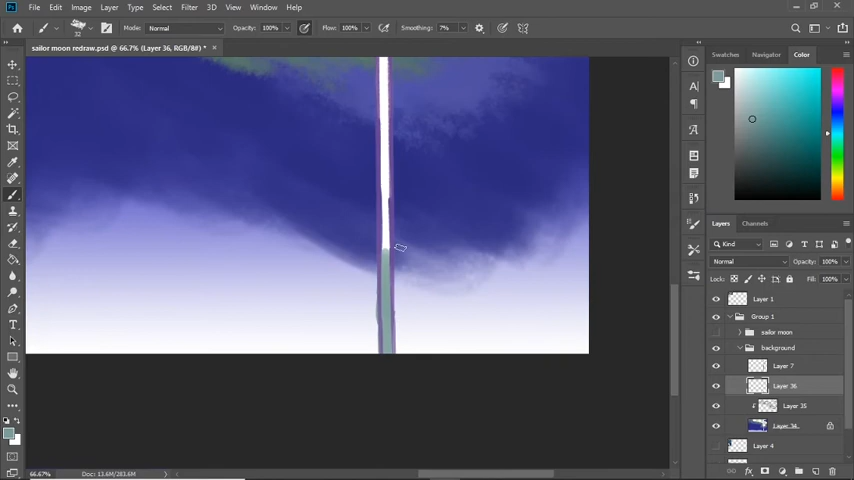 File Edit Image Layer Type Select Filter 3D View Window Help
32 Mode: Normal Opacity: 100% Flow: 100% Smoothing: 7%
sailor moon redraw.psd @ 66.7% (Layer 36, RGB/8#) * ×
Swatches Navigator Color
Layers Channels
Kind
Normal Opacity: 100%
Lock: Fill: 100%
Layer 1
Group 1
sailor moon
background
Layer 7
Layer 36
Layer 35
Layer 34
Layer 4
66.67% Doc: 13.6M/283.6M